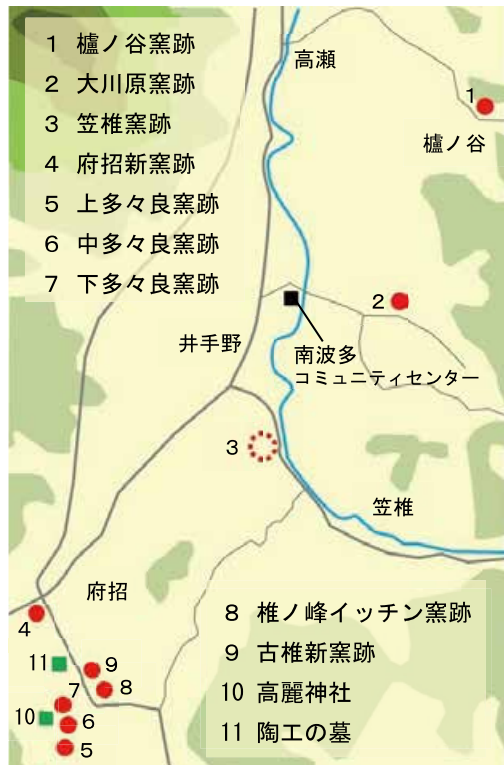 1 櫨ノ谷窯跡
2 大川原窯跡
3 笠椎窯跡
4 府招新窯跡
5 上多々良窯跡
6 中多々良窯跡
7 下多々良窯跡
高瀬
1
櫨ノ谷
2
井手野
南波多
コミュニティセンター
3
笠椎
府招
4
11
9
8
7
10
6
5
8 椎ノ峰イッチン窯跡
9 古椎新窯跡
10 高麗神社
11 陶工の墓